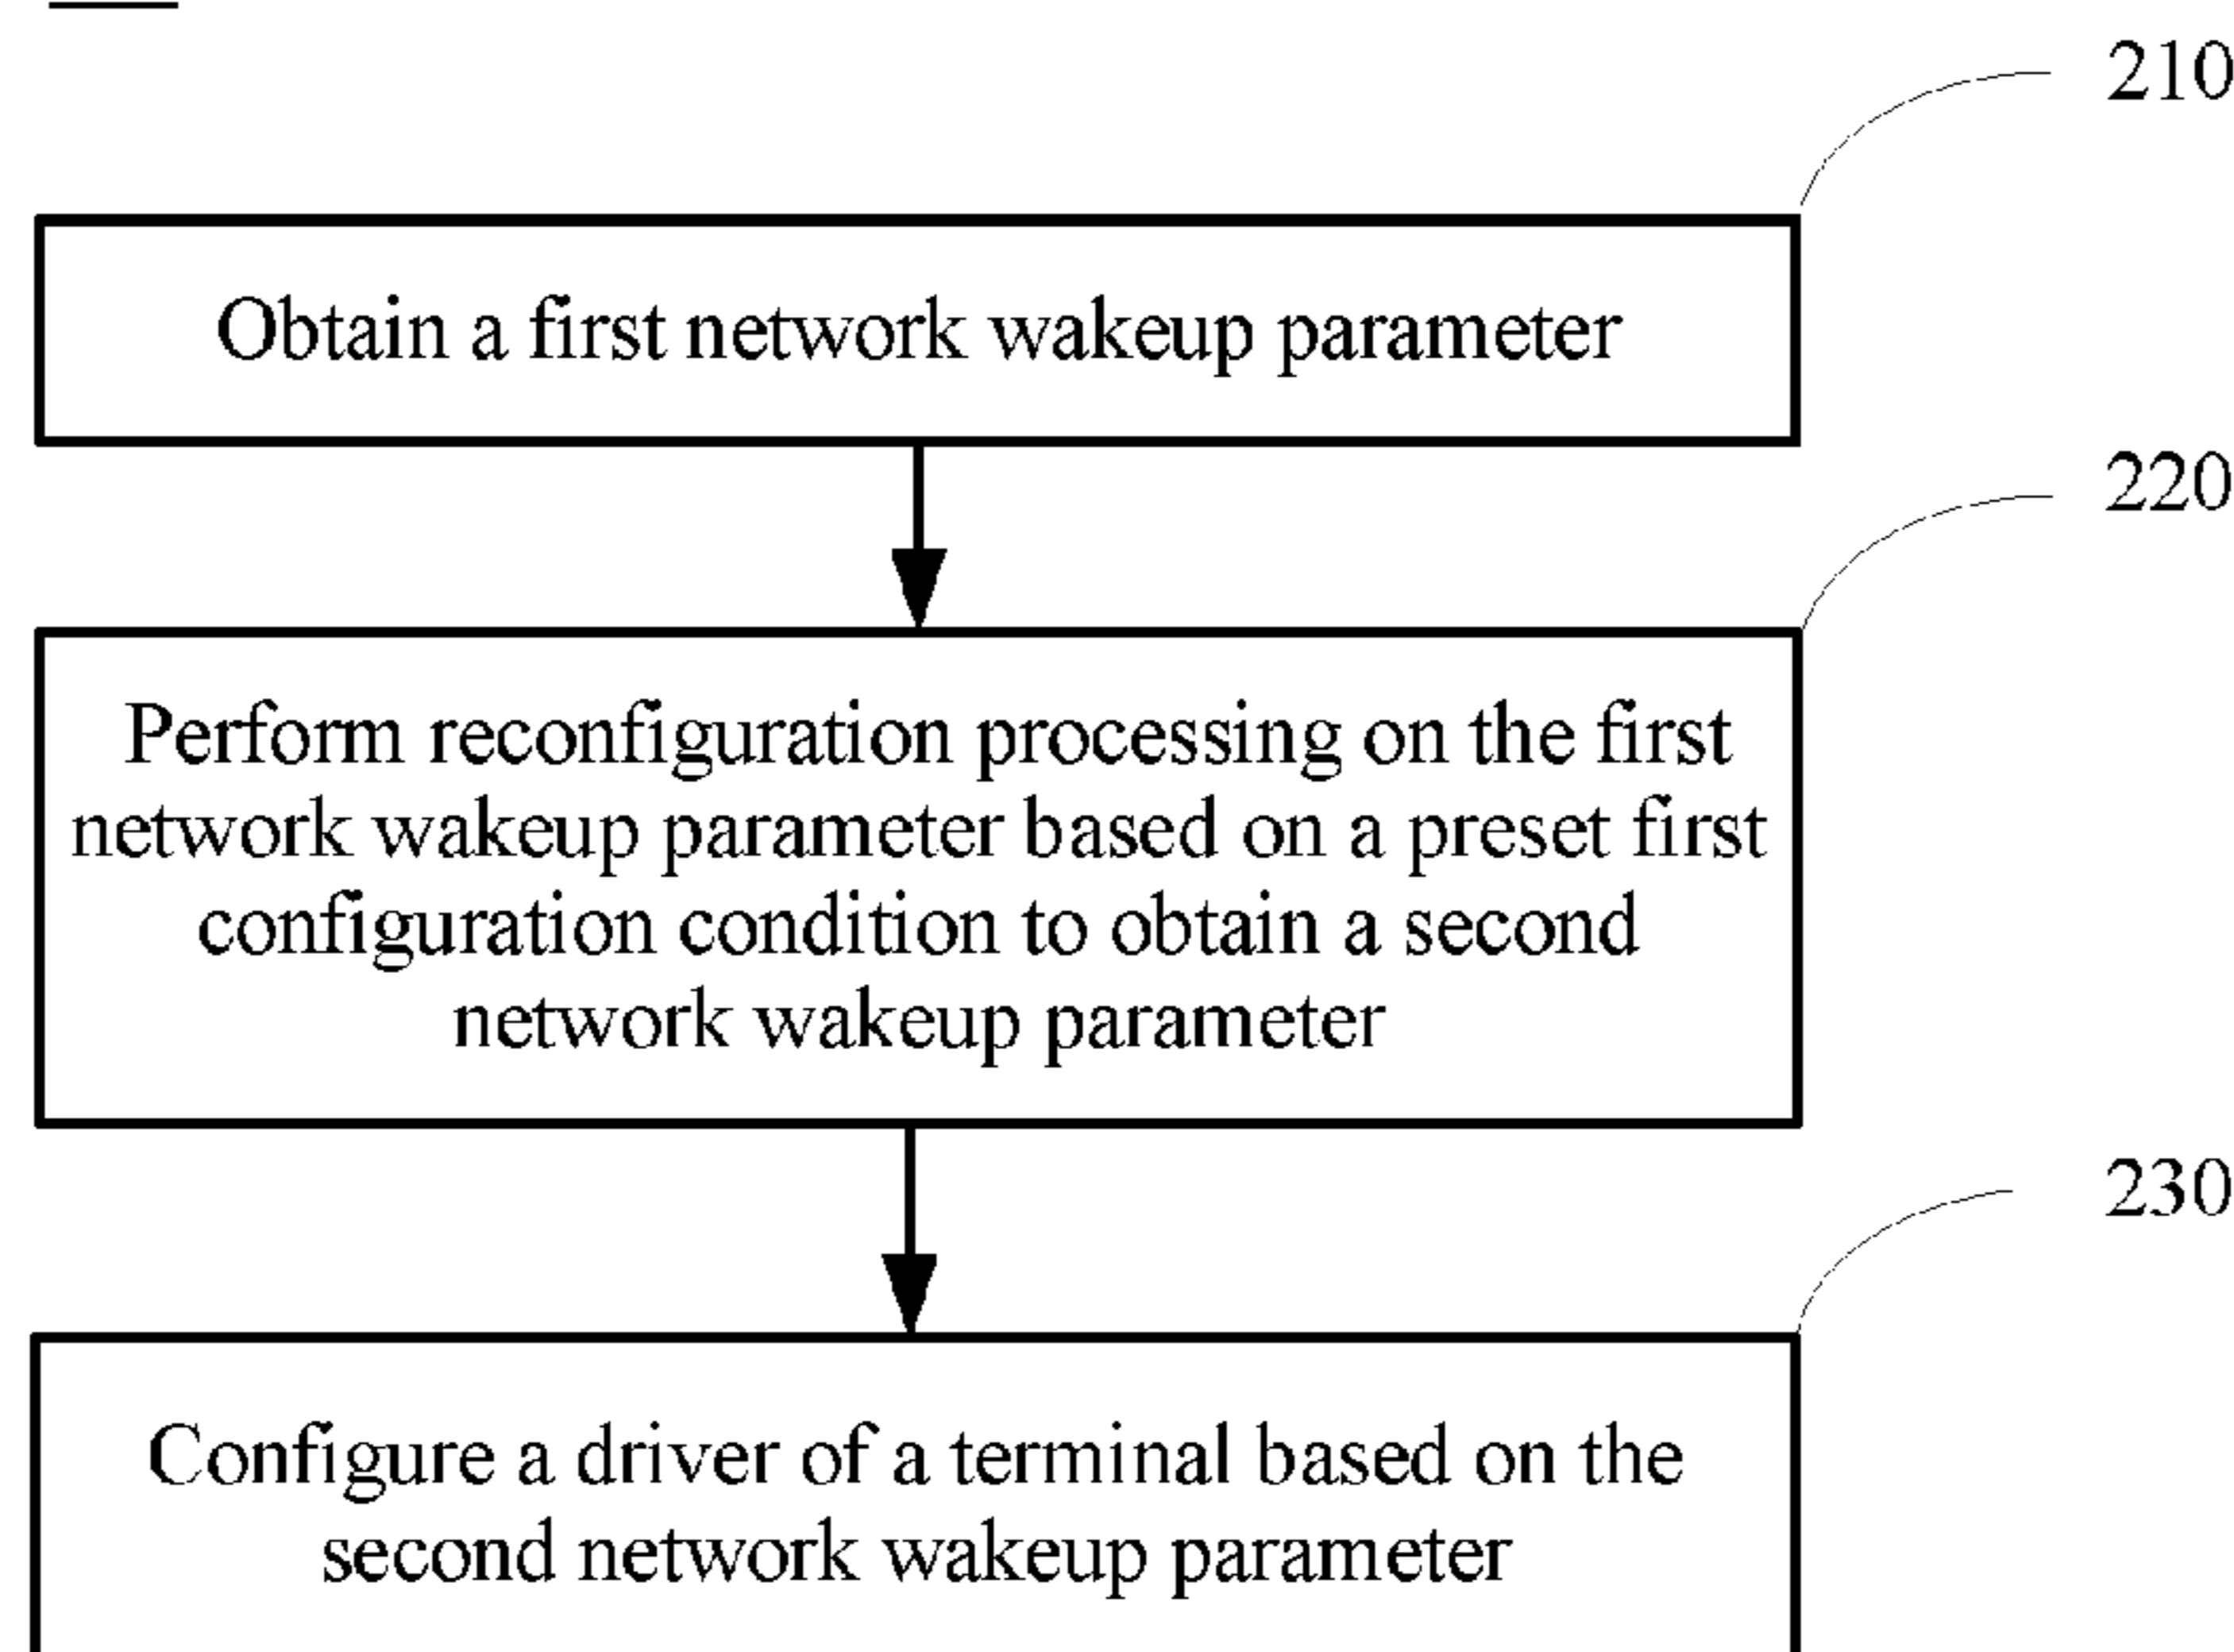 210
Obtain a first network wakeup parameter
220
Perform reconfiguration processing on the first
network wakeup parameter based on a preset first
configuration condition to obtain a second
network wakeup parameter
230
Configure a driver of a terminal based on the
second network wakeup parameter